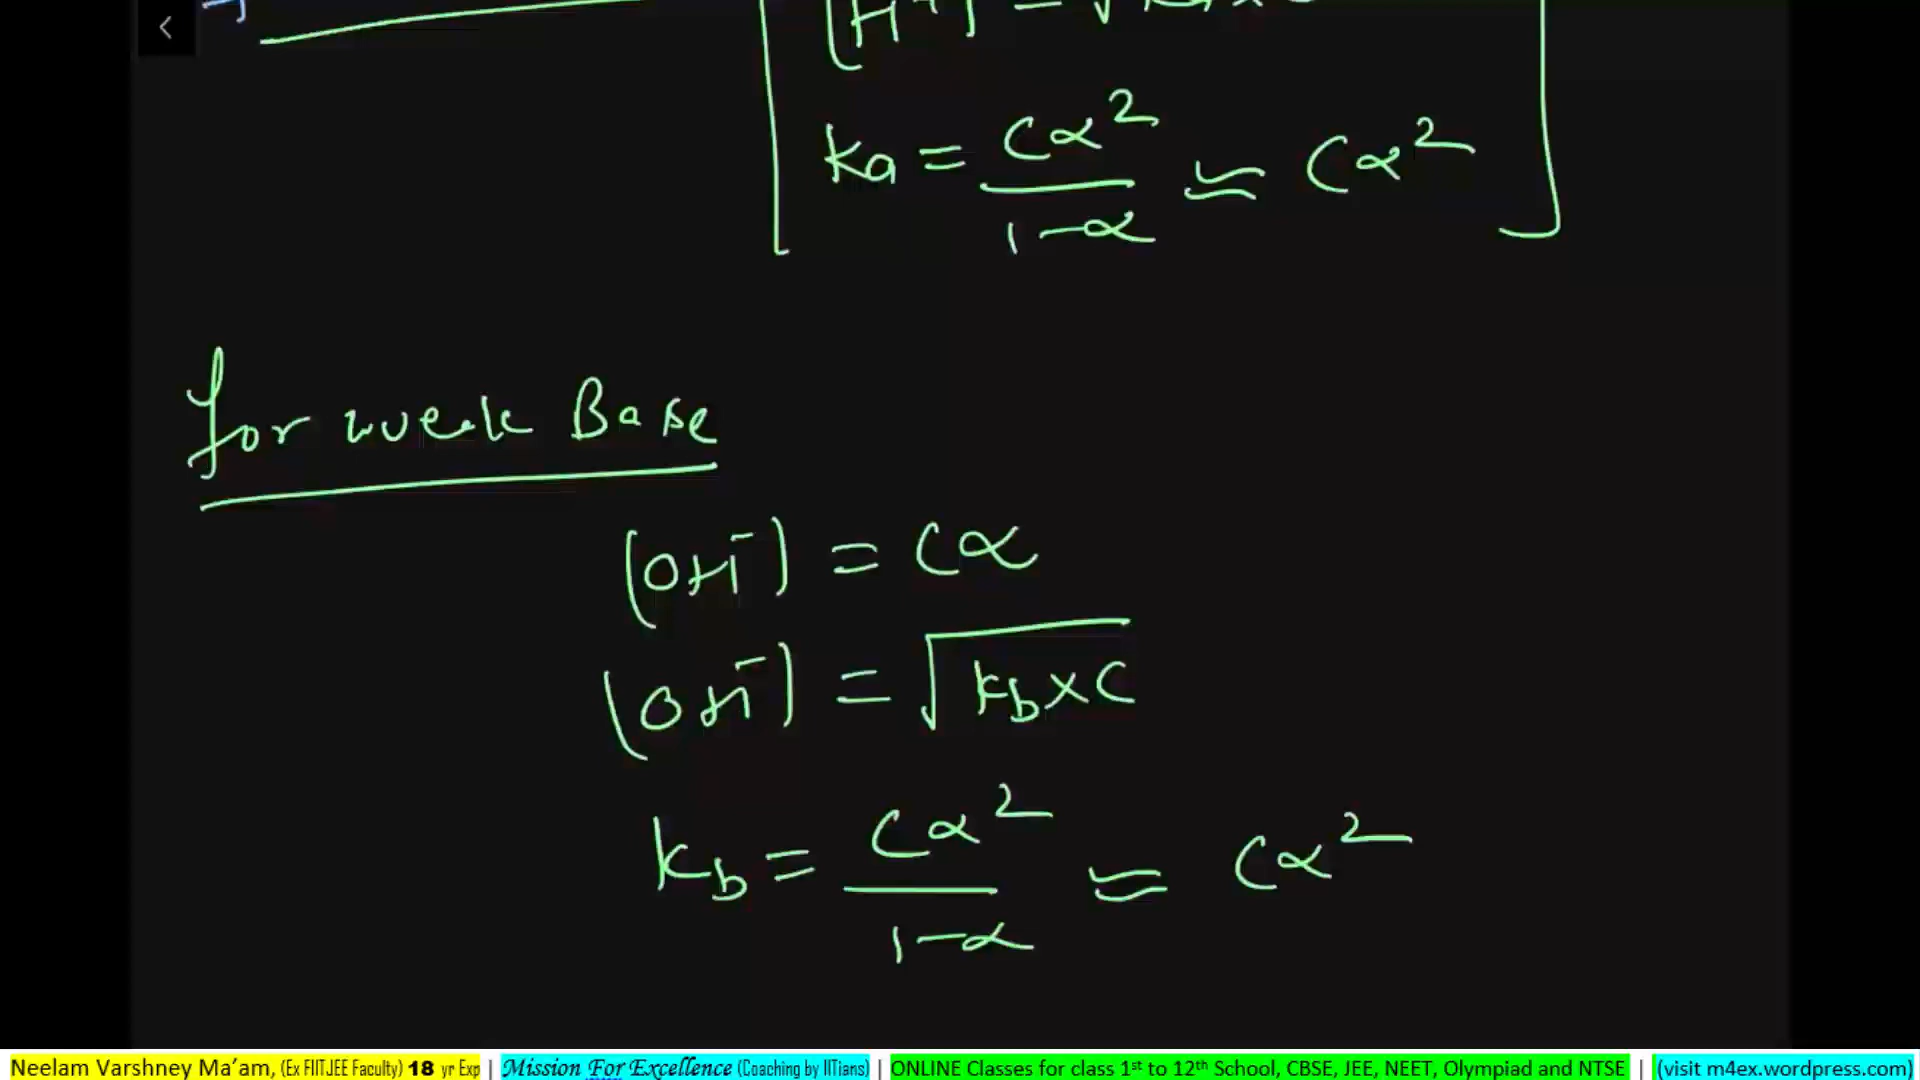 [H+] = √
Ka = Cα² / 1-α ≃ Cα²
for weak Base
(OH⁻) = Cα
(OH⁻) = √Kb×C
Kb = Cα² / 1-α ≃ Cα²
Neelam Varshney Ma'am, (Ex FIITJEE Faculty) 18 yr Exp | Mission For Excellence (Coaching by IITians) | ONLINE Classes for class 1st to 12th School, CBSE, JEE, NEET, Olympiad and NTSE | (visit m4ex.wordpress.com)